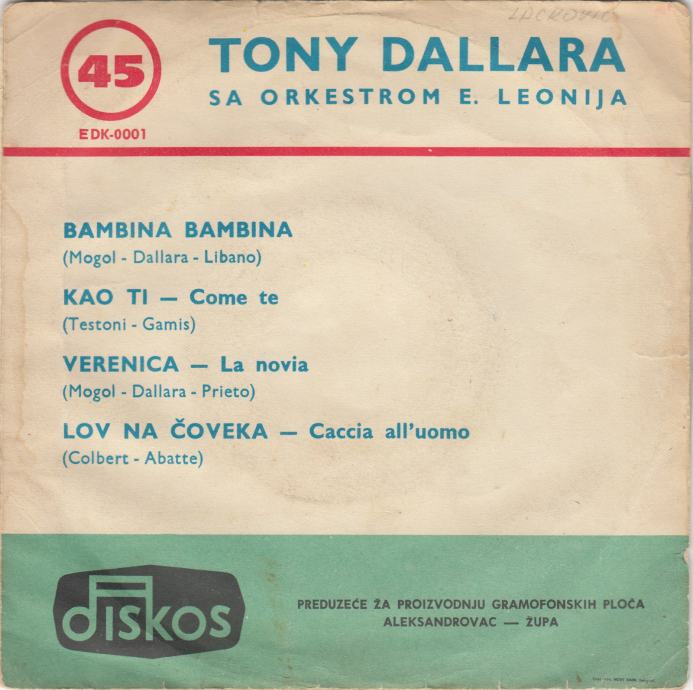 45
EDK-0001
TONY DALLARA
SA ORKESTROM E. LEONIJA
BAMBINA BAMBINA
(Mogol - Dallara - Libano)
KAO TI — Come te
(Testoni - Gamis)
VERENICA — La novia
(Mogol - Dallara - Prieto)
LOV NA ČOVEKA — Caccia all'uomo
(Colbert - Abatte)
diskos
PREDUZEĆE ŽA PROIZVODNJU GRAMOFONSKIH PLOČA
ALEKSANDROVAC — ŽUPA